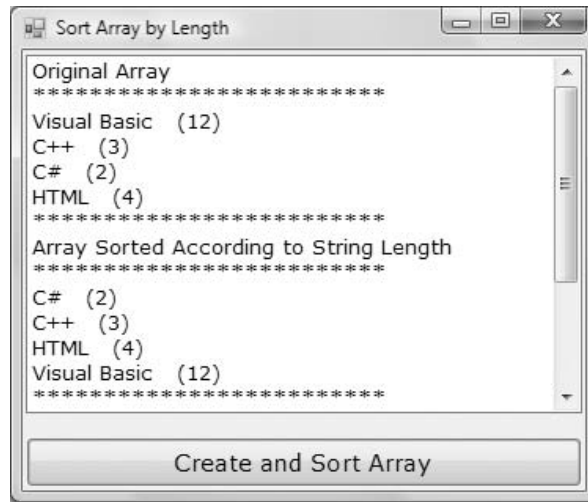 Sort Array by Length
Original Array
**************************
Visual Basic (12)
C++ (3)
C# (2)
HTML (4)
**************************
Array Sorted According to String Length
**************************
C# (2)
C++ (3)
HTML (4)
Visual Basic (12)
**************************
Create and Sort Array